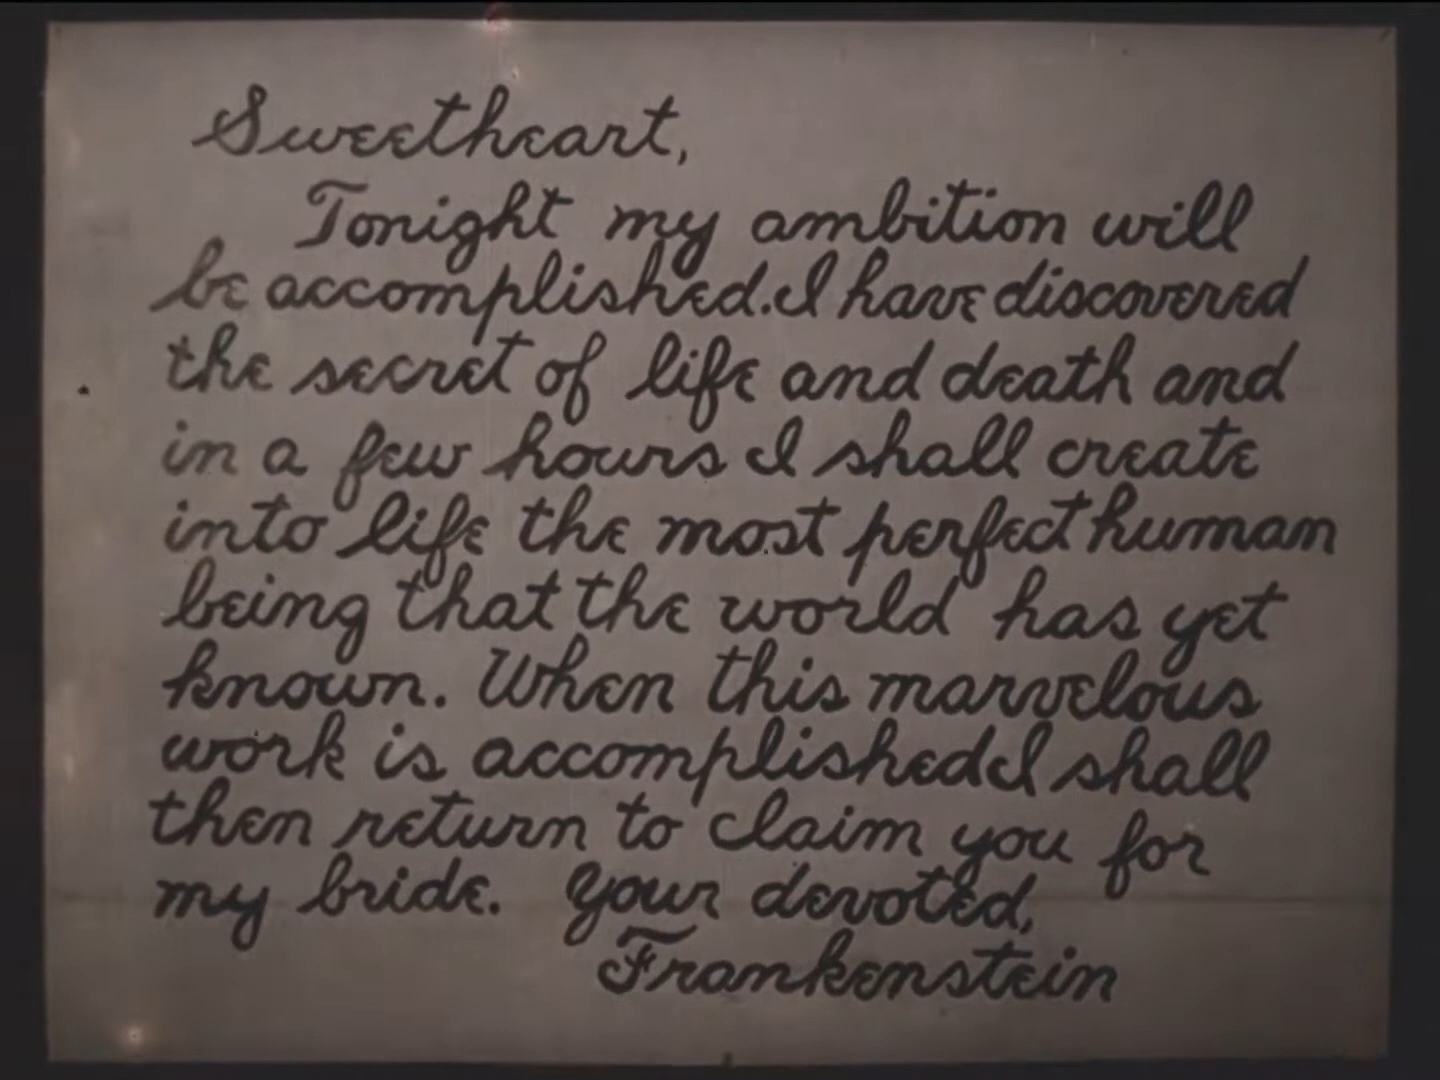 Sweetheart,
Tonight my ambition will
be accomplished. I have discovered
the secret of life and death and
in a few hours I shall create
into life the most perfect human
being that the world has yet
known. When this marvelous
work is accomplished I shall
then return to claim you for
my bride. Your devoted,
Frankenstein